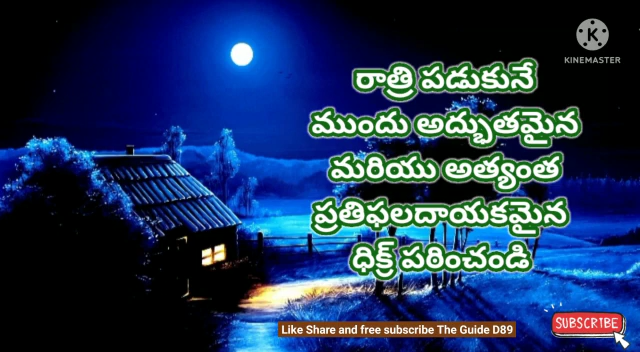 KINEMASTER
రాత్రి పడుకునే
ముందు అద్భుతమైన
మరియు అత్యంత
ప్రతిఫలదాయకమైన
ధిక్ర్ పఠించండి
Like Share and free subscribe The Guide D89
SUBSCRIBE